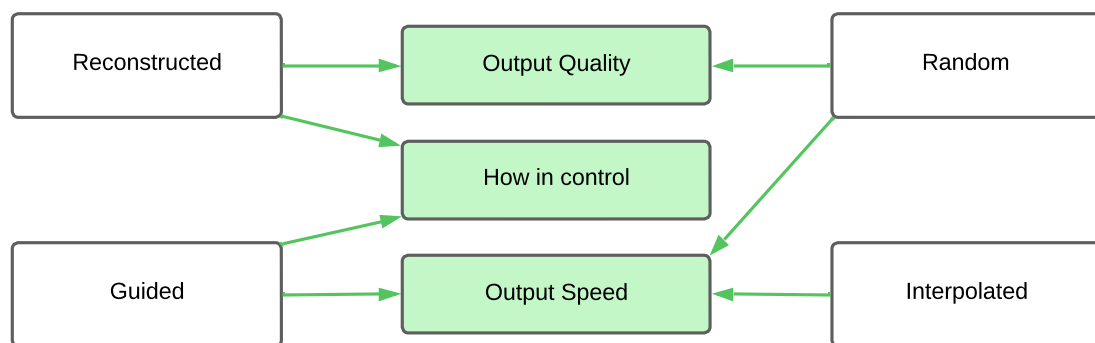 Reconstructed
Output Quality
Random
How in control
Guided
Output Speed
Interpolated